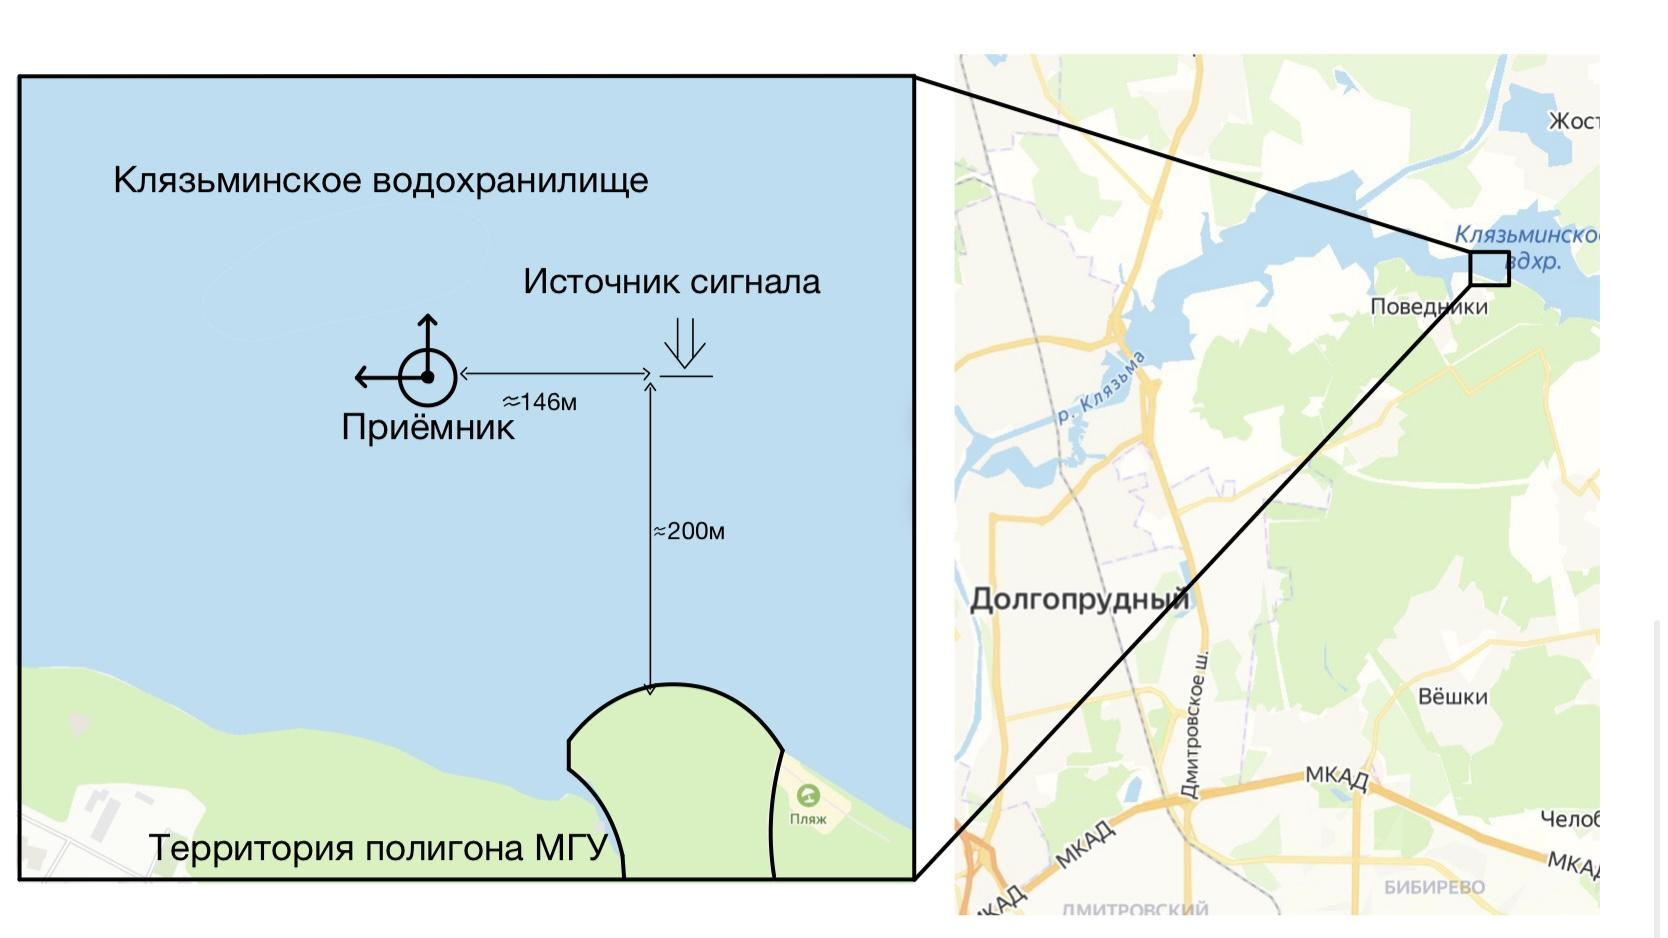 Клязьминское водохранилище
Источник сигнала
≈146м
Приёмник
≈200м
Пляж
Территория полигона МГУ
Жост
Клязьминско
вдхр.
Поведники
р. Клязьма
Долгопрудный
Дмитровское ш.
Вёшки
МКАД
Челоб
МКАД
МКАД
БИБИРЕВО
МКАД
ДМИТРОВСКИЙ